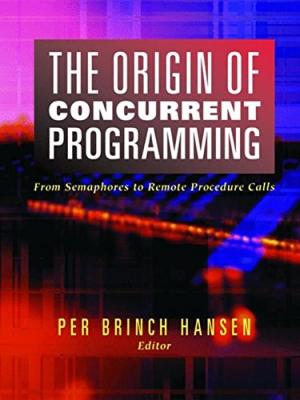 THE ORIGIN OF
CONCURRENT
PROGRAMMING
From Semaphores to Remote Procedure Calls
PER BRINCH HANSEN
Editor